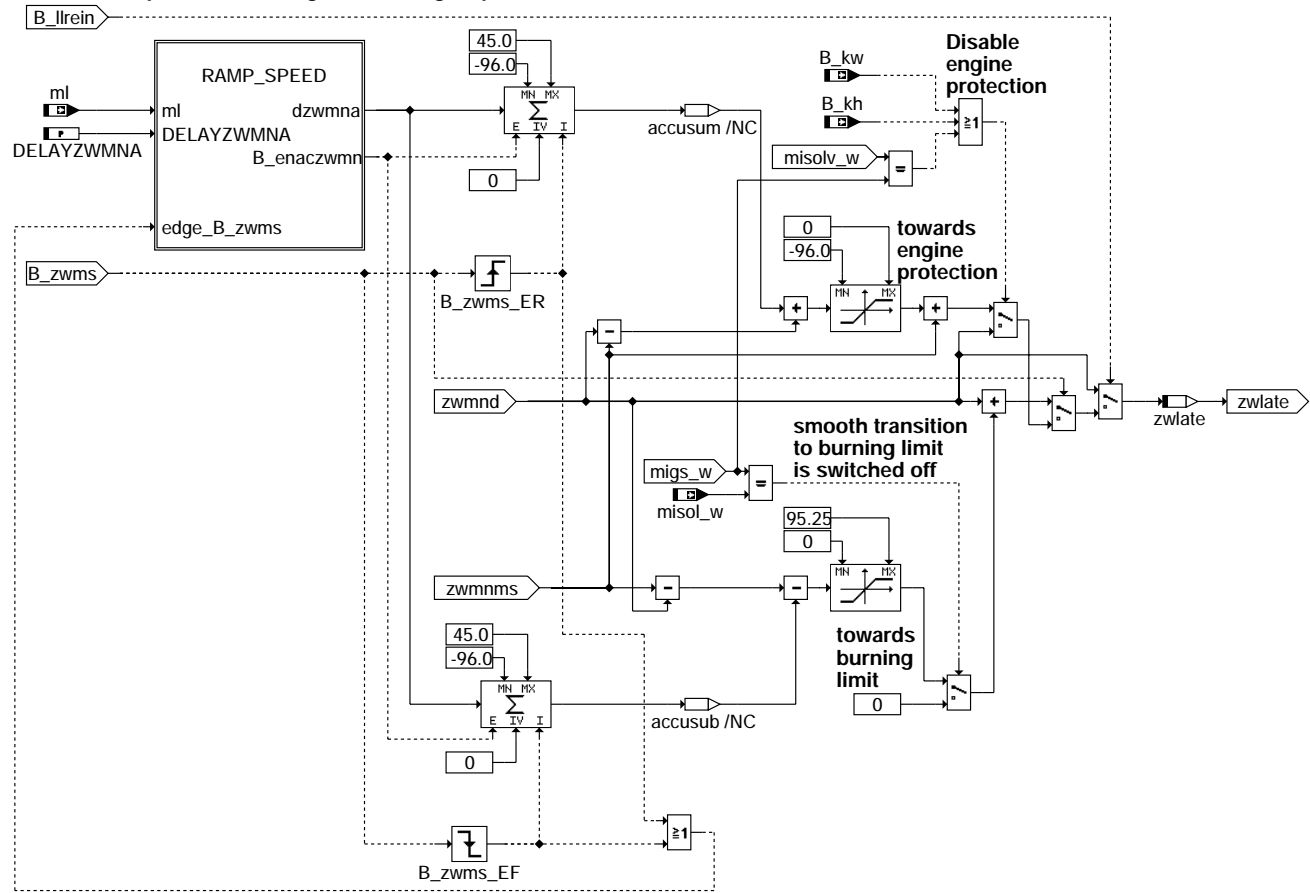 B_llrein
45.0
-96.0
Disable
engine
protection
B_kw
RAMP_SPEED
MN MX
Σ
E IV I
ml
ml
dzwmna
accusum /NC
B_kh
≥1
DELAYZWMNA
DELAYZWMNA
P
B_enaczwmn
misolv_w
=
0
edge_B_zwms
0
-96.0
towards
engine
protection
B_zwms
B_zwms_ER
MN MX
+
+
-
zwmnd
+
zwlate
zwlate
smooth transition
to burning limit
is switched off
migs_w
=
misol_w
95.25
0
MN MX
zwmnms
-
-
45.0
-96.0
towards
burning
limit
MN MX
Σ
E IV I
accusub /NC
0
0
≥1
B_zwms_EF